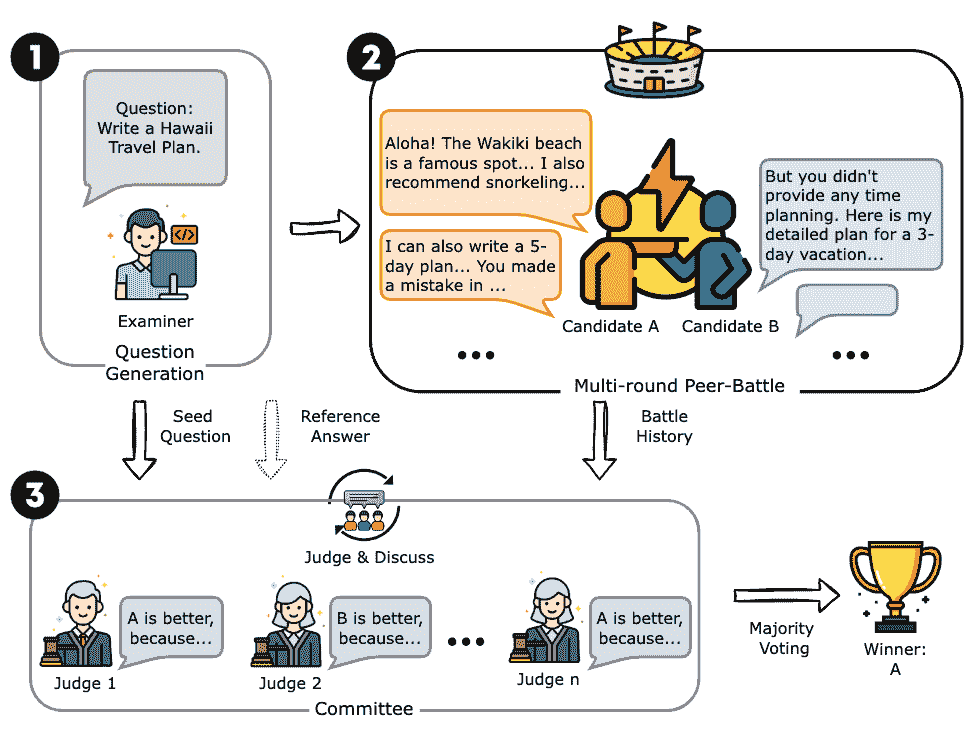 1
Question:
Write a Hawaii
Travel Plan.
</>
Examiner
Question
Generation
2
Aloha! The Wakiki beach
is a famous spot... I also
recommend snorkeling...
But you didn't
provide any time
planning. Here is my
detailed plan for a 3-
day vacation...
I can also write a 5-
day plan... You made
a mistake in ...
Candidate A
Candidate B
...
...
Multi-round Peer-Battle
Seed
Question
Reference
Answer
Battle
History
3
Judge & Discuss
A is better,
because...
Judge 1
B is better,
because...
Judge 2
...
A is better,
because...
Judge n
Committee
Majority
Voting
Winner:
A